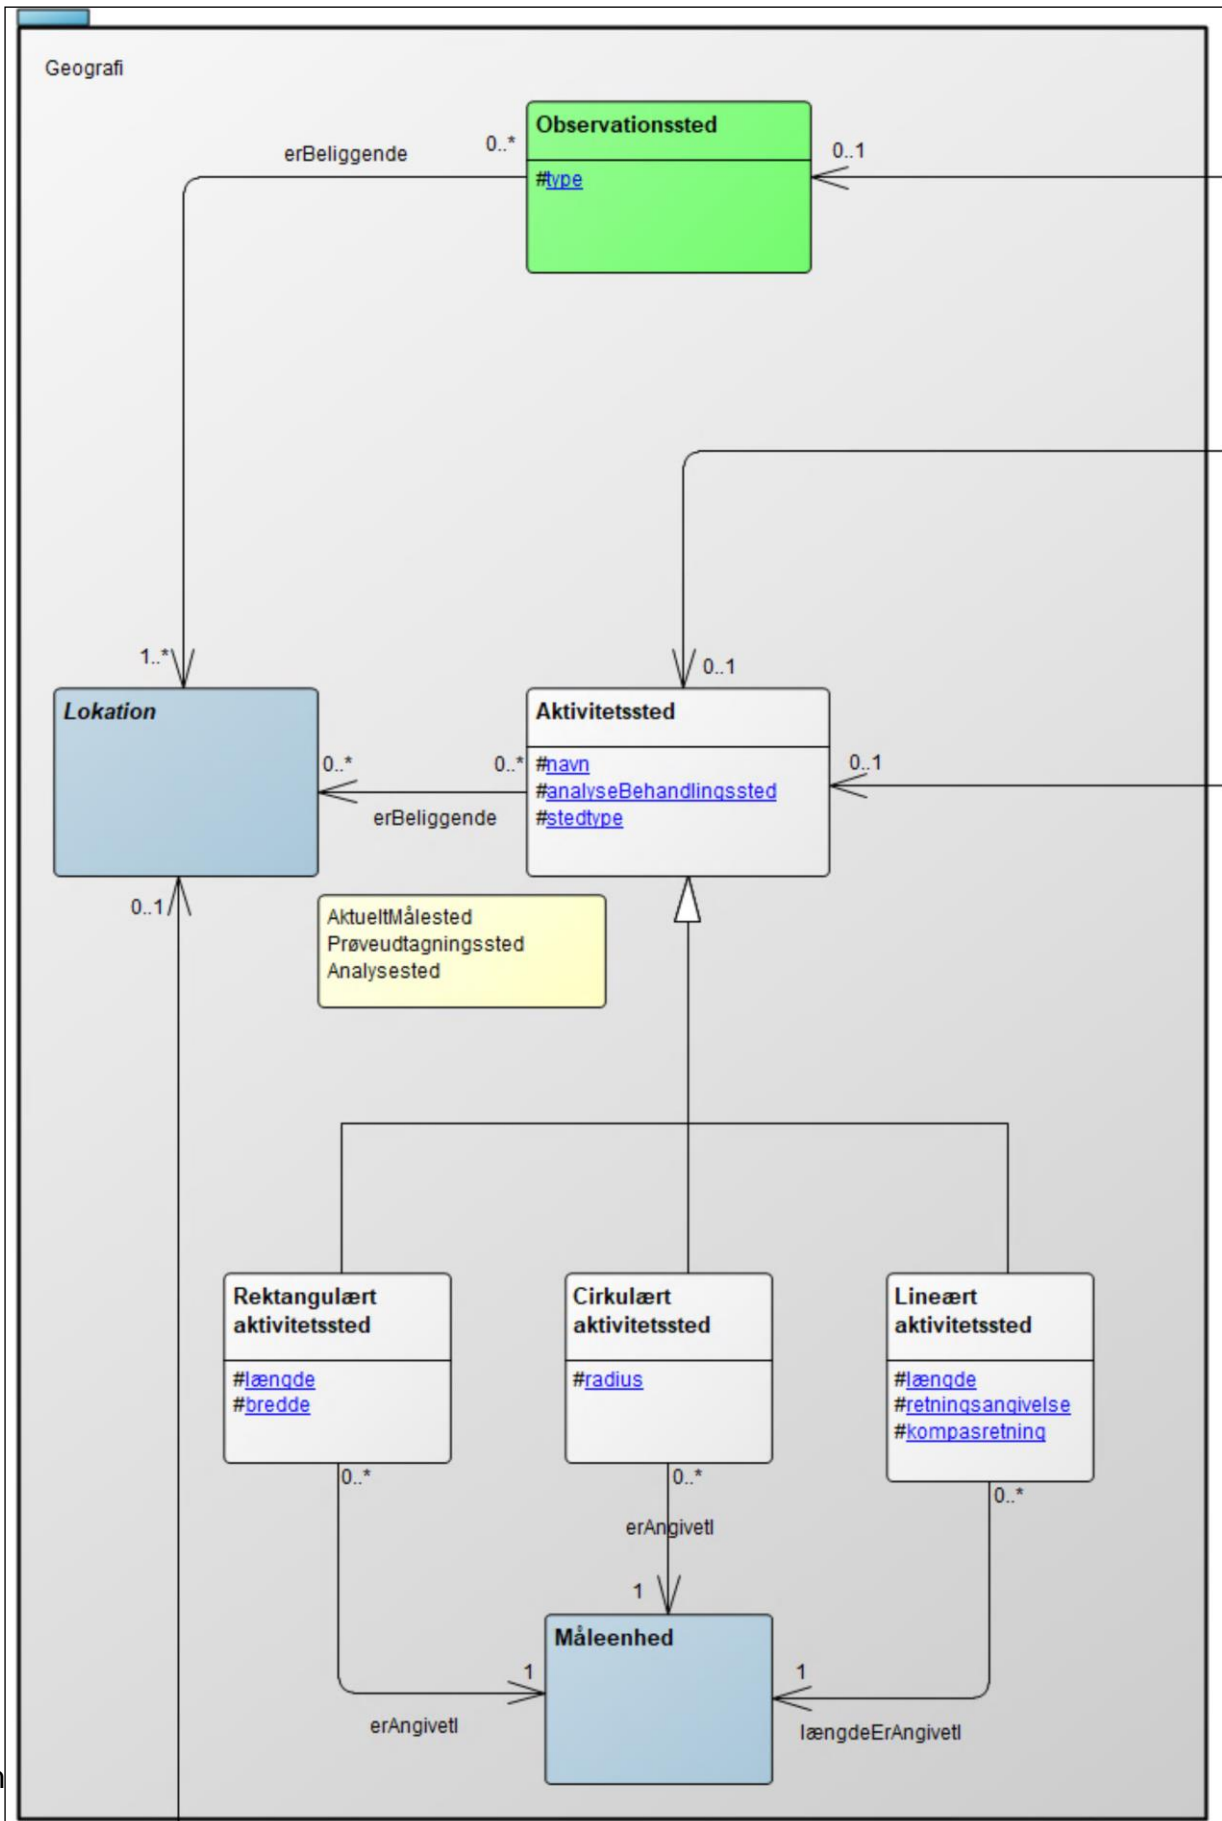 Geografi
Observationssted
#type
0..*
erBeliggende
0..1
1..*
0..1
Lokation
Aktivitetssted
#navn
#analyseBehandlingssted
#stedtype
0..*
0..*
erBeliggende
0..1
0..1
AktueltMålested
Prøveudtagningssted
Analysested
Rektangulært
aktivitetssted
#længde
#bredde
Cirkulært
aktivitetssted
#radius
Lineært
aktivitetssted
#længde
#retningsangivelse
#kompasretning
0..*
0..*
0..*
erAngivetI
1
Måleenhed
1
1
erAngivetI
længdeErAngivetI